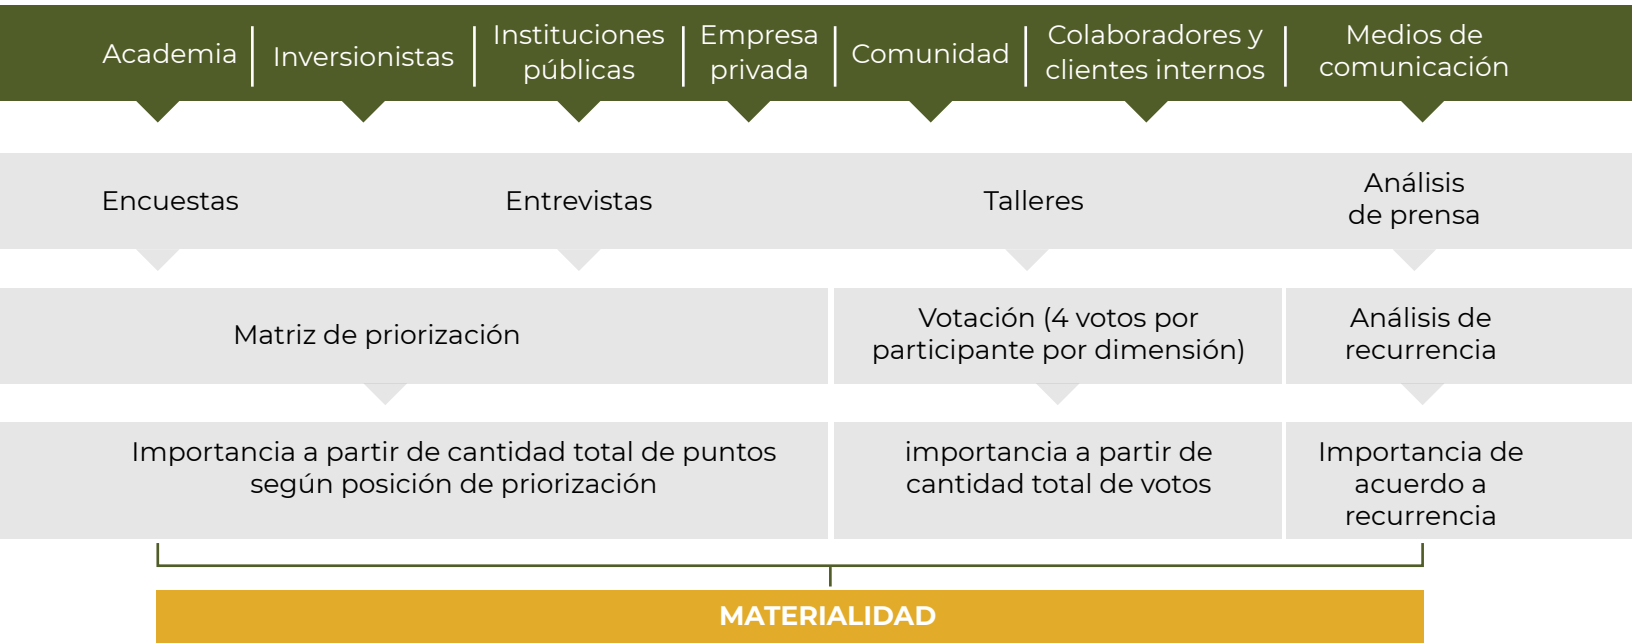 Academia
Inversionistas
Instituciones
públicas
Empresa
privada
Comunidad
Colaboradores y
clientes internos
Medios de
comunicación
Encuestas
Entrevistas
Talleres
Análisis
de prensa
Matriz de priorización
Votación (4 votos por
participante por dimensión)
Análisis de
recurrencia
Importancia a partir de cantidad total de puntos
según posición de priorización
importancia a partir de
cantidad total de votos
Importancia de
acuerdo a
recurrencia
MATERIALIDAD